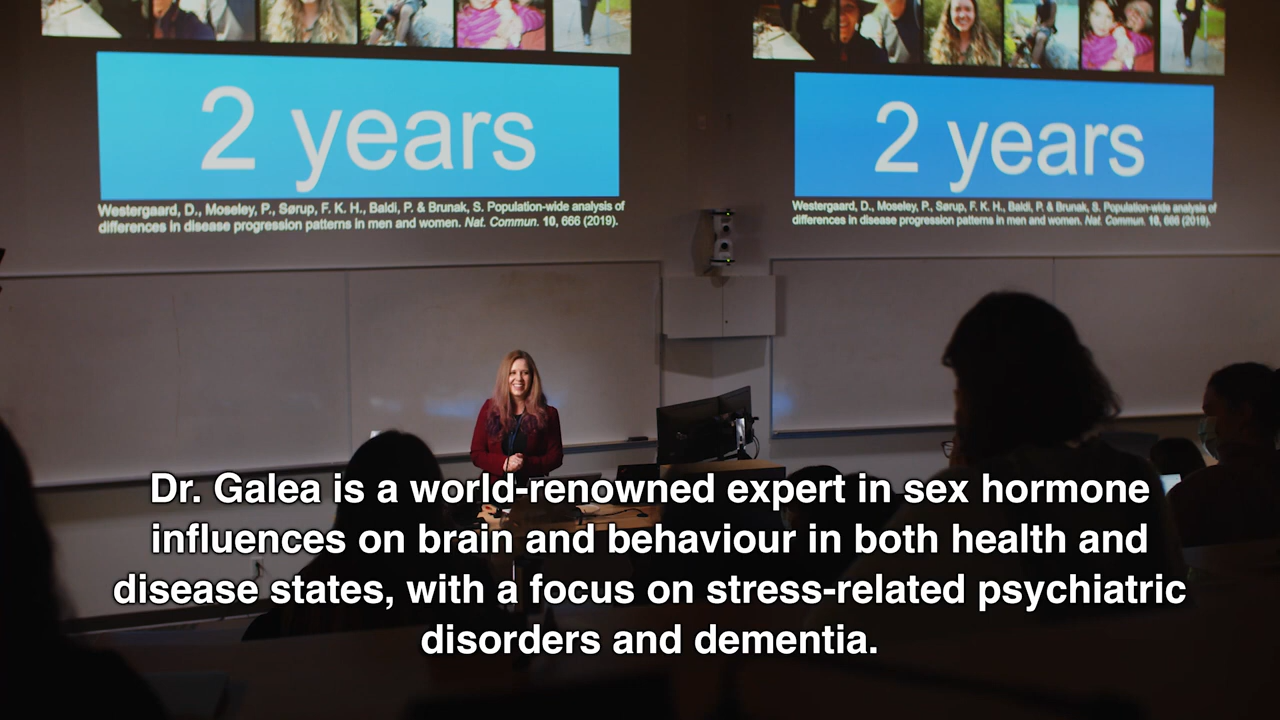 2 years
Westergaard, D., Moseley, P., Sørup, F. K. H., Baldi, P. & Brunak, S. Population-wide analysis of
differences in disease progression patterns in men and women. Nat. Commun. 10, 666 (2019).
2 years
Westergaard, D., Moseley, P., Sørup, F. K. H., Baldi, P. & Brunak, S. Population-wide analysis of
differences in disease progression patterns in men and women. Nat. Commun. 10, 666 (2019).
Dr. Galea is a world-renowned expert in sex hormone
influences on brain and behaviour in both health and
disease states, with a focus on stress-related psychiatric
disorders and dementia.